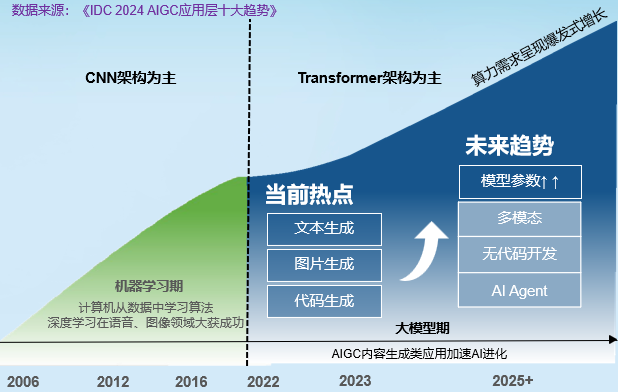 数据来源：《IDC 2024 AIGC应用层十大趋势》
算力需求呈现爆发式增长
CNN架构为主
Transformer架构为主
未来趋势
模型参数↑ ↑
当前热点
多模态
文本生成
无代码开发
图片生成
AI Agent
代码生成
机器学习期
计算机从数据中学习算法
深度学习在语音、图像领域大获成功
大模型期
AIGC内容生成类应用加速AI进化
2006 2012 2016 2022 2023 2025+